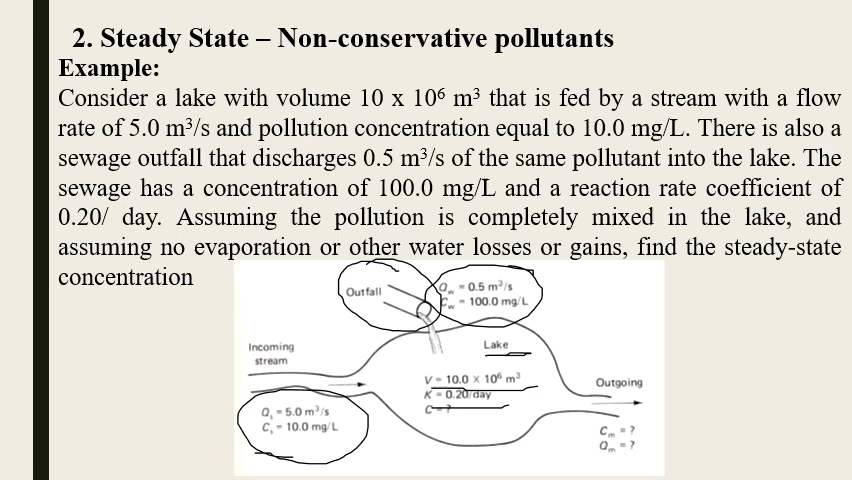 2. Steady State – Non-conservative pollutants
Example:
Consider a lake with volume 10 x 10⁶ m³ that is fed by a stream with a flow
rate of 5.0 m³/s and pollution concentration equal to 10.0 mg/L. There is also a
sewage outfall that discharges 0.5 m³/s of the same pollutant into the lake. The
sewage has a concentration of 100.0 mg/L and a reaction rate coefficient of
0.20/ day. Assuming the pollution is completely mixed in the lake, and
assuming no evaporation or other water losses or gains, find the steady-state
concentration
Outfall
Q_w = 0.5 m³/s
C_w = 100.0 mg/L
Incoming
stream
Lake
V = 10.0 × 10⁶ m³
K = 0.20/day
C = ?
Outgoing
Q_s = 5.0 m³/s
C_s = 10.0 mg/L
C_m = ?
Q_m = ?